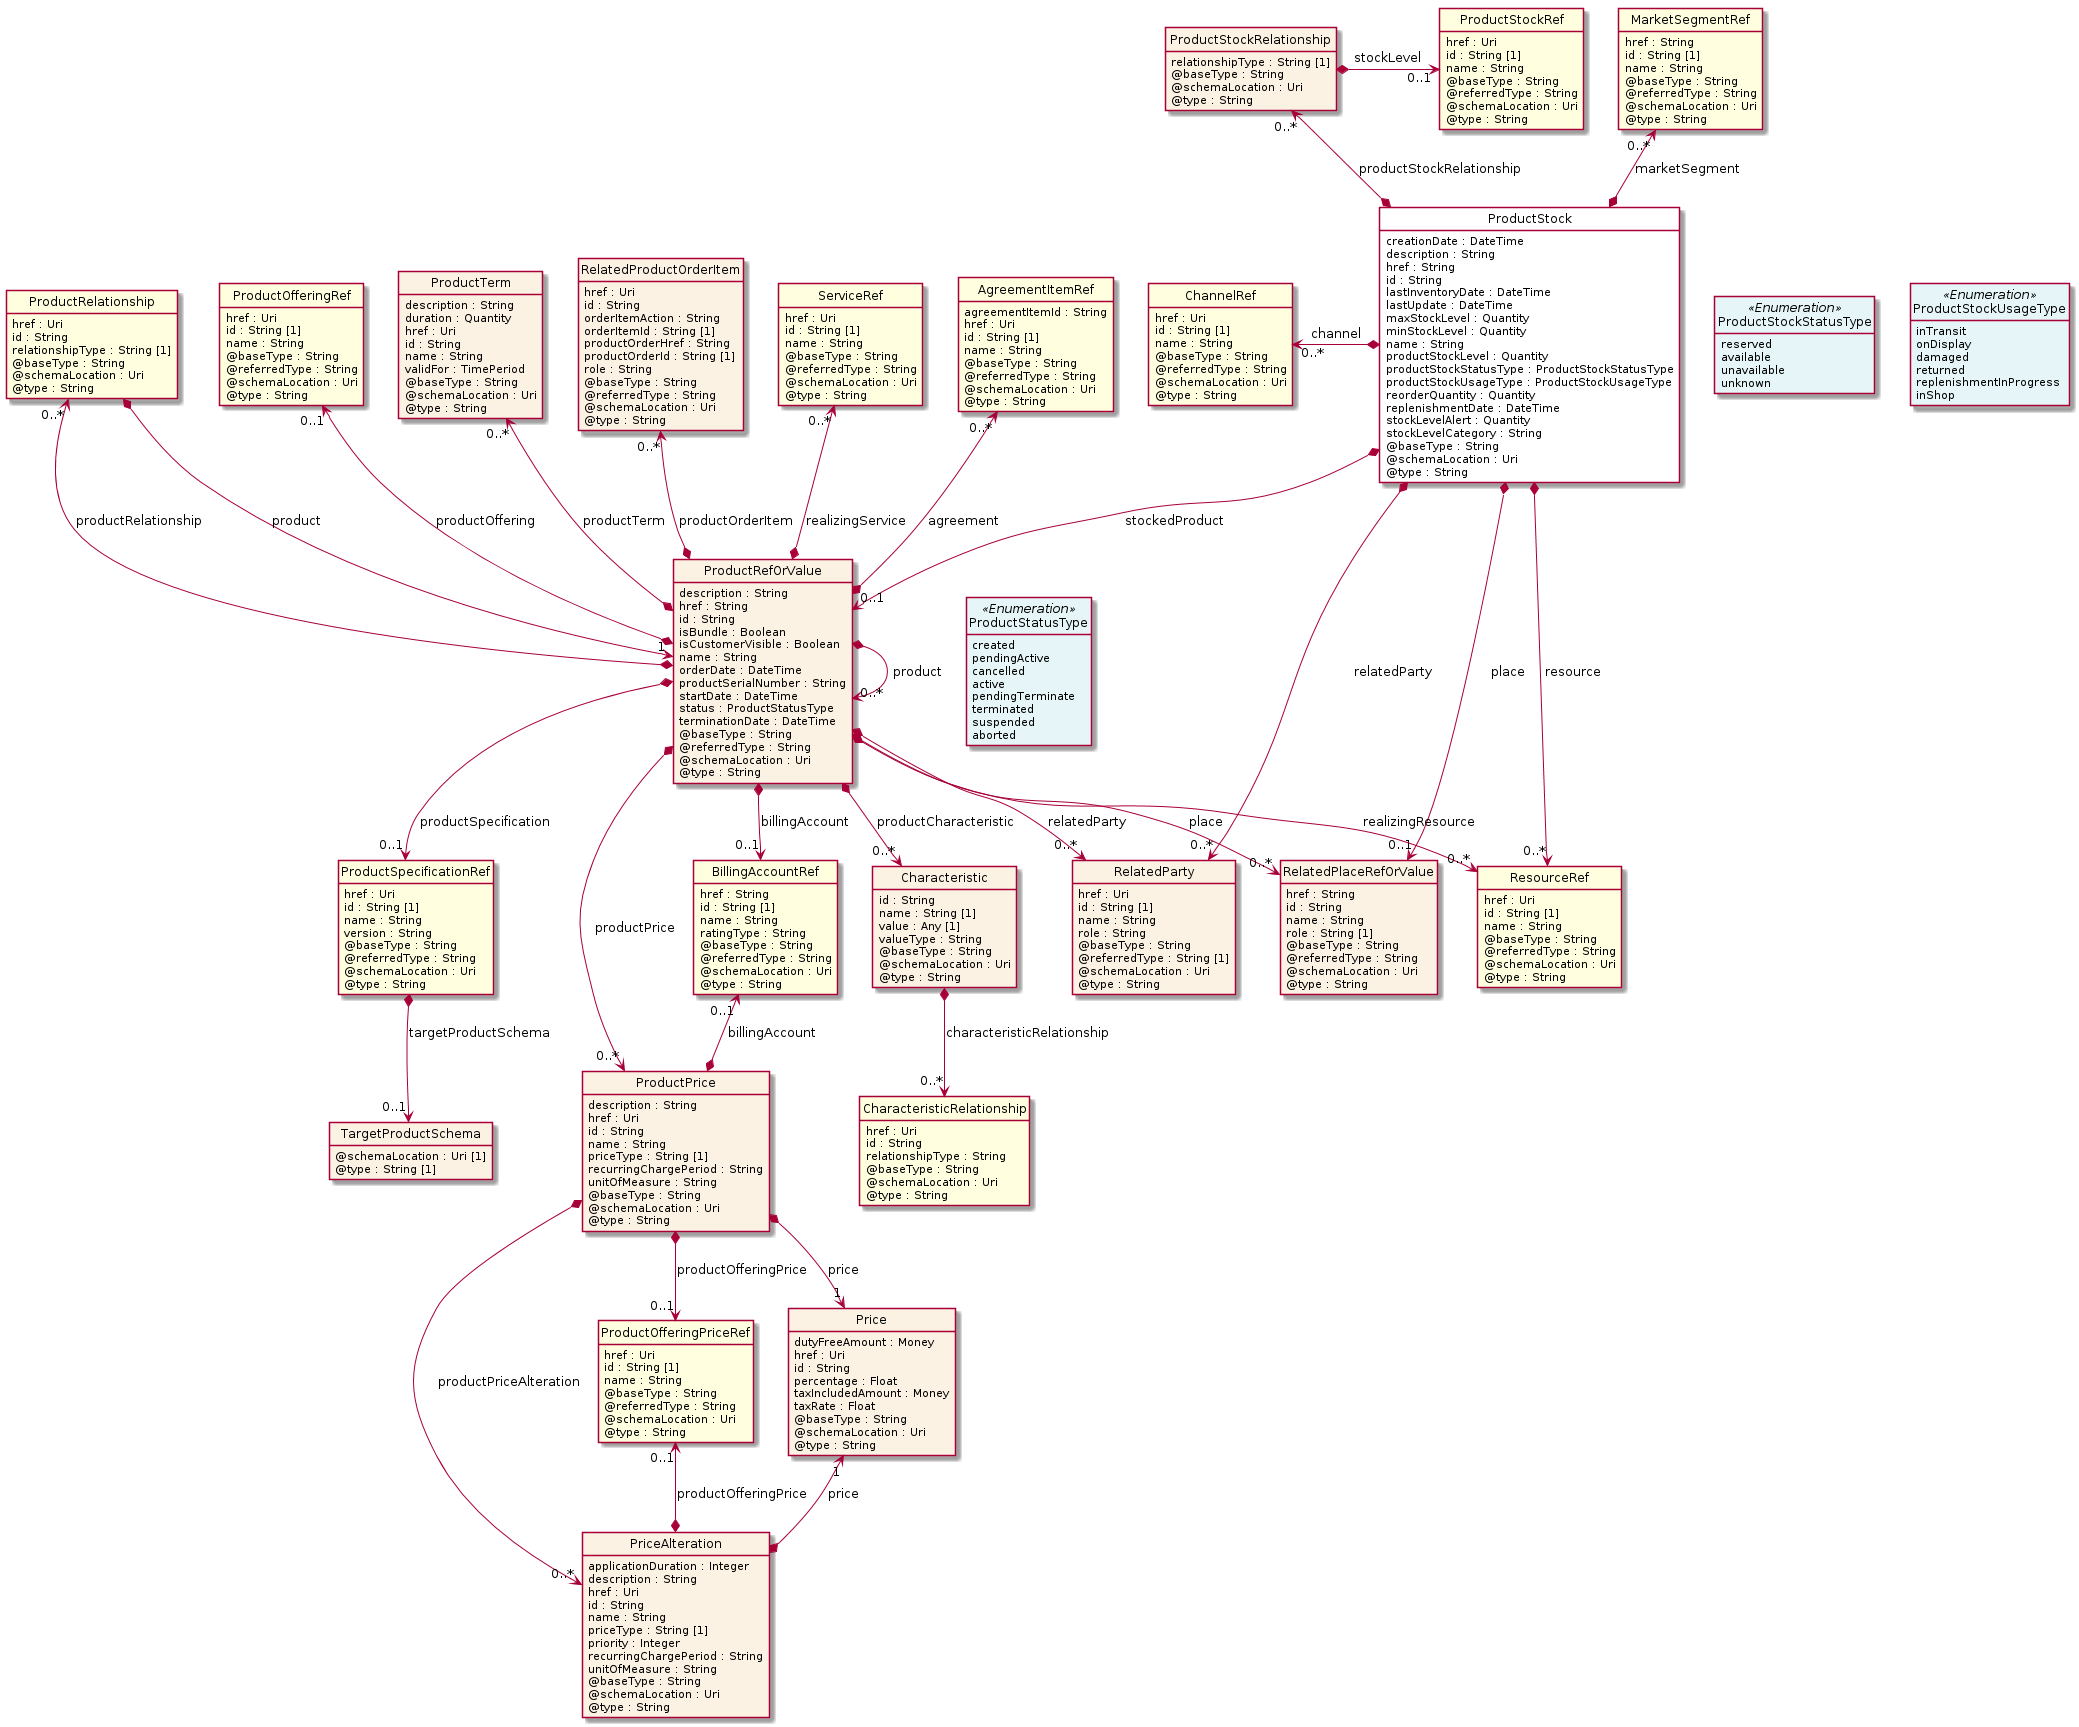 ProductStockRelationship
relationshipType : String [1]
@baseType : String
@schemaLocation : Uri
@type : String
stockLevel
0..1
ProductStockRef
href : Uri
id : String [1]
name : String
@baseType : String
@referredType : String
@schemaLocation : Uri
@type : String
MarketSegmentRef
href : String
id : String [1]
name : String
@baseType : String
@referredType : String
@schemaLocation : Uri
@type : String
0..*
productStockRelationship
0..*
marketSegment
ProductStock
creationDate : DateTime
description : String
href : String
id : String
lastInventoryDate : DateTime
lastUpdate : DateTime
maxStockLevel : Quantity
minStockLevel : Quantity
name : String
productStockLevel : Quantity
productStockStatusType : ProductStockStatusType
productStockUsageType : ProductStockUsageType
reorderQuantity : Quantity
replenishmentDate : DateTime
stockLevelAlert : Quantity
stockLevelCategory : String
@baseType : String
@schemaLocation : Uri
@type : String
ProductRelationship
href : Uri
id : String
relationshipType : String [1]
@baseType : String
@schemaLocation : Uri
@type : String
ProductOfferingRef
href : Uri
id : String [1]
name : String
@baseType : String
@referredType : String
@schemaLocation : Uri
@type : String
ProductTerm
description : String
duration : Quantity
href : Uri
id : String
name : String
validFor : TimePeriod
@baseType : String
@schemaLocation : Uri
@type : String
RelatedProductOrderItem
href : Uri
id : String
orderItemAction : String
orderItemId : String [1]
productOrderHref : String
productOrderId : String [1]
role : String
@baseType : String
@referredType : String
@schemaLocation : Uri
@type : String
ServiceRef
href : Uri
id : String [1]
name : String
@baseType : String
@referredType : String
@schemaLocation : Uri
@type : String
AgreementItemRef
agreementItemId : String
href : Uri
id : String [1]
name : String
@baseType : String
@referredType : String
@schemaLocation : Uri
@type : String
ChannelRef
href : Uri
id : String [1]
name : String
@baseType : String
@referredType : String
@schemaLocation : Uri
@type : String
channel
0..*
«Enumeration»
ProductStockStatusType
reserved
available
unavailable
unknown
«Enumeration»
ProductStockUsageType
inTransit
onDisplay
damaged
returned
replenishmentInProgress
inShop
0..*
0..1
0..*
0..*
0..*
0..*
productRelationship
product
productOffering
productTerm
productOrderItem
realizingService
agreement
stockedProduct
ProductRefOrValue
description : String
href : String
id : String
isBundle : Boolean
isCustomerVisible : Boolean
name : String
orderDate : DateTime
productSerialNumber : String
startDate : DateTime
status : ProductStatusType
terminationDate : DateTime
@baseType : String
@referredType : String
@schemaLocation : Uri
@type : String
0..1
1
product
0..*
«Enumeration»
ProductStatusType
created
pendingActive
cancelled
active
pendingTerminate
terminated
suspended
aborted
relatedParty
place
resource
productSpecification
billingAccount
productCharacteristic
relatedParty
place
realizingResource
0..1
0..1
0..*
0..*
0..*
0..*
0..1
0..*
0..*
ProductSpecificationRef
href : Uri
id : String [1]
name : String
version : String
@baseType : String
@referredType : String
@schemaLocation : Uri
@type : String
productPrice
BillingAccountRef
href : String
id : String [1]
name : String
ratingType : String
@baseType : String
@referredType : String
@schemaLocation : Uri
@type : String
Characteristic
id : String
name : String [1]
value : Any [1]
valueType : String
@baseType : String
@schemaLocation : Uri
@type : String
RelatedParty
href : Uri
id : String [1]
name : String
role : String
@baseType : String
@referredType : String [1]
@schemaLocation : Uri
@type : String
RelatedPlaceRefOrValue
href : String
id : String
name : String
role : String [1]
@baseType : String
@referredType : String
@schemaLocation : Uri
@type : String
ResourceRef
href : Uri
id : String [1]
name : String
@baseType : String
@referredType : String
@schemaLocation : Uri
@type : String
0..1
targetProductSchema
billingAccount
characteristicRelationship
0..1
0..*
0..*
TargetProductSchema
@schemaLocation : Uri [1]
@type : String [1]
ProductPrice
description : String
href : Uri
id : String
name : String
priceType : String [1]
recurringChargePeriod : String
unitOfMeasure : String
@baseType : String
@schemaLocation : Uri
@type : String
CharacteristicRelationship
href : Uri
id : String
relationshipType : String
@baseType : String
@schemaLocation : Uri
@type : String
productOfferingPrice
price
0..1
1
productPriceAlteration
ProductOfferingPriceRef
href : Uri
id : String [1]
name : String
@baseType : String
@referredType : String
@schemaLocation : Uri
@type : String
Price
dutyFreeAmount : Money
href : Uri
id : String
percentage : Float
taxIncludedAmount : Money
taxRate : Float
@baseType : String
@schemaLocation : Uri
@type : String
0..1
1
productOfferingPrice
price
0..*
PriceAlteration
applicationDuration : Integer
description : String
href : Uri
id : String
name : String
priceType : String [1]
priority : Integer
recurringChargePeriod : String
unitOfMeasure : String
@baseType : String
@schemaLocation : Uri
@type : String